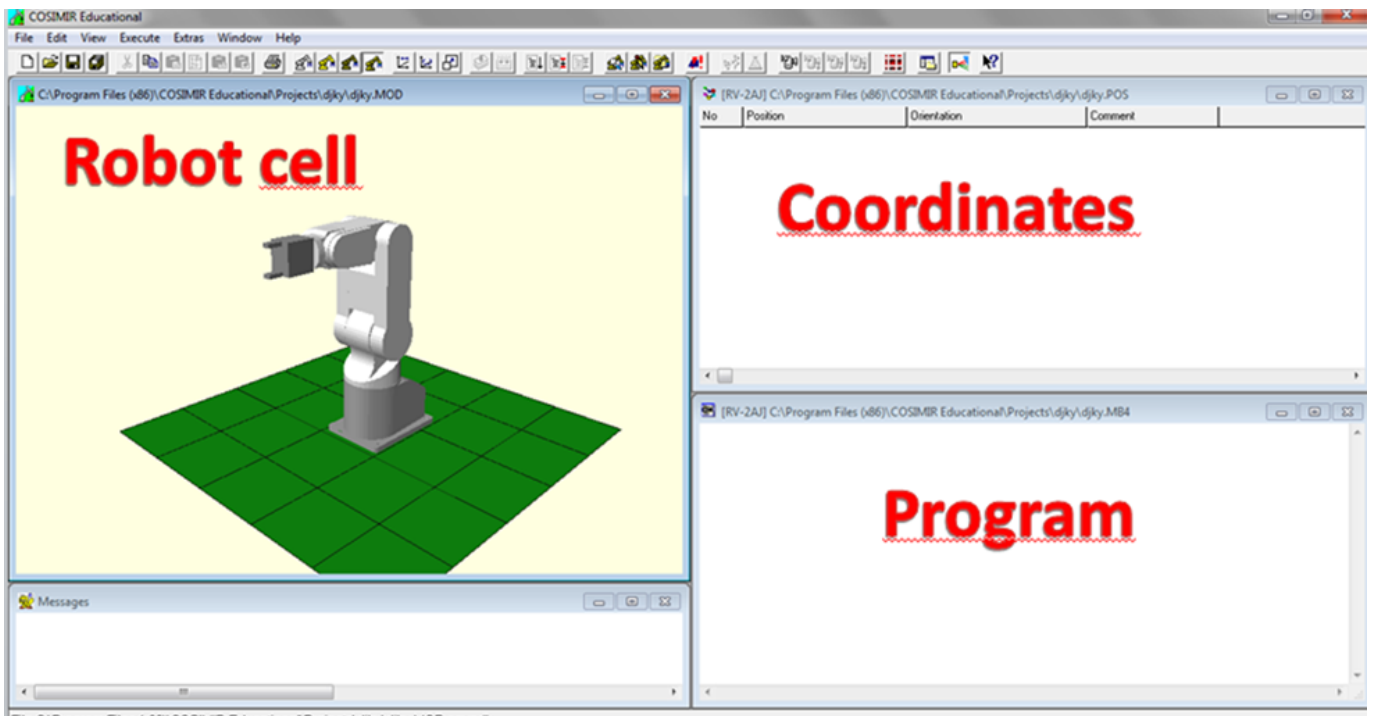 COSIMIR Educational
File Edit View Execute Extras Window Help
C:\Program Files (x86)\COSIMIR Educational\Projects\djky\djky.MOD
Robot cell
[RV-2AJ] C:\Program Files (x86)\COSIMIR Educational\Projects\djky\djky.POS
No Position Orientation Comment
Coordinates
[RV-2AJ] C:\Program Files (x86)\COSIMIR Educational\Projects\djky\djky.MB4
Program
Messages